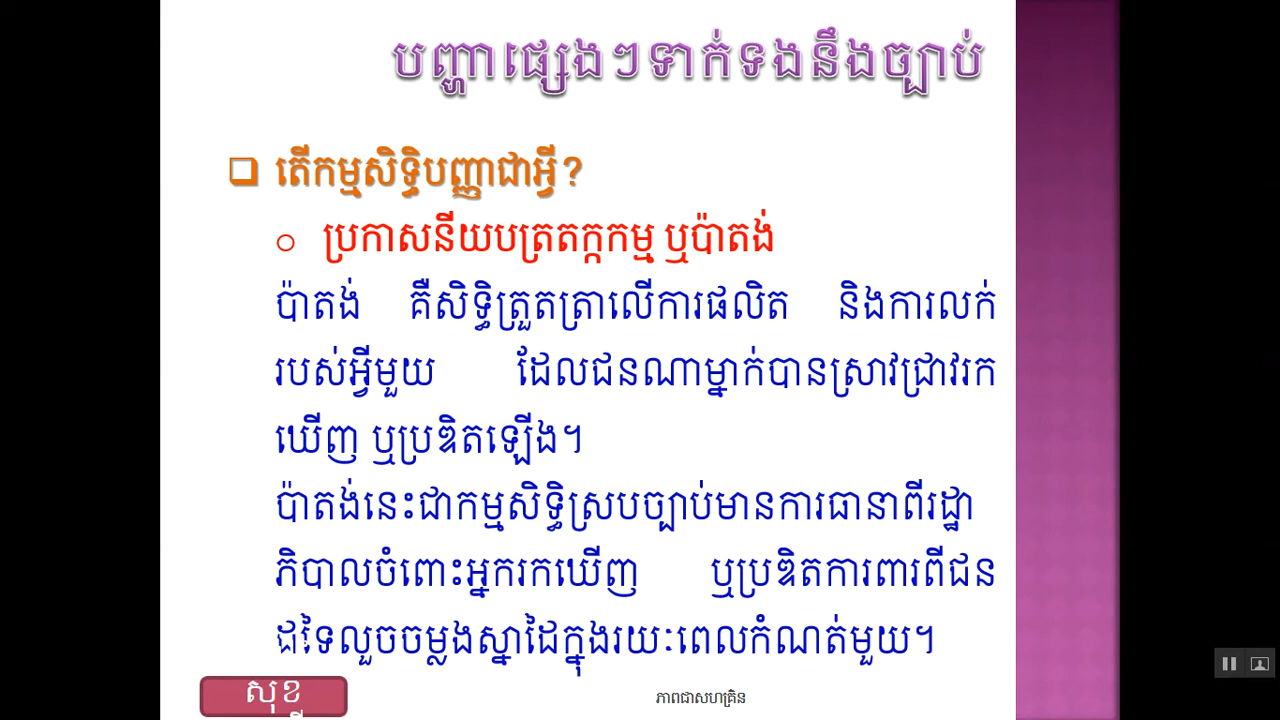 បញ្ហាផ្សេងៗទាក់ទងនឹងច្បាប់
តើកម្មសិទ្ធិបញ្ញាជាអ្វី?
ប្រកាសនីយបត្រតក្កកម្ម ឬប៉ាតង់
ប៉ាតង់ គឺសិទ្ធិត្រួតត្រាលើការផលិត និងការលក់
របស់អ្វីមួយ ដែលជនណាម្នាក់បានស្រាវជ្រាវរក
ឃើញ ឬប្រឌិតឡើង។
ប៉ាតង់នេះជាកម្មសិទ្ធិស្របច្បាប់មានការធានាពីរដ្ឋា
ភិបាលចំពោះអ្នករកឃើញ ឬប្រឌិតការពារពីជន
ដទៃលួចចម្លងស្នាដៃក្នុងរយៈពេលកំណត់មួយ។
សុខ
ភាពជាសហគ្រិន